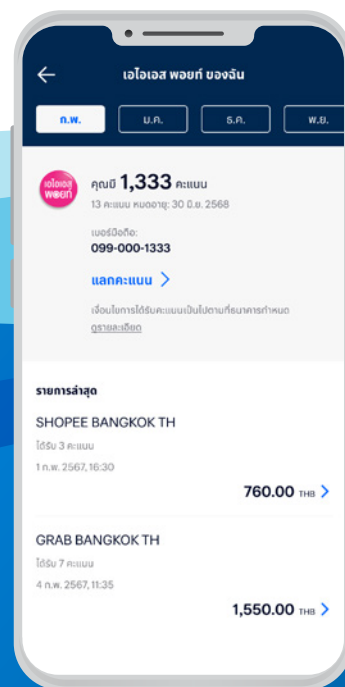 เอไอเอส พอยท์ ของฉัน
ก.พ. ม.ค. ธ.ค. พ.ย.
เอไอเอส พอยท์
คุณมี 1,333 คะแนน
13 คะแนน หมดอายุ: 30 มิ.ย. 2568
เบอร์มือถือ:
099-000-1333
แลกคะแนน
เงื่อนไขการได้รับคะแนนเป็นไปตามที่ธนาคารกำหนด
ดูรายละเอียด
รายการล่าสุด
SHOPEE BANGKOK TH
ได้รับ 3 คะแนน
1 ก.พ. 2567, 16:30
760.00 THB
GRAB BANGKOK TH
ได้รับ 7 คะแนน
4 ก.พ. 2567, 11:35
1,550.00 THB